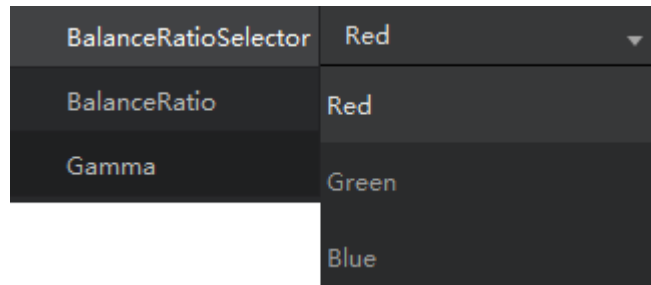 BalanceRatioSelector Red
BalanceRatio
Red
Gamma
Green
Blue